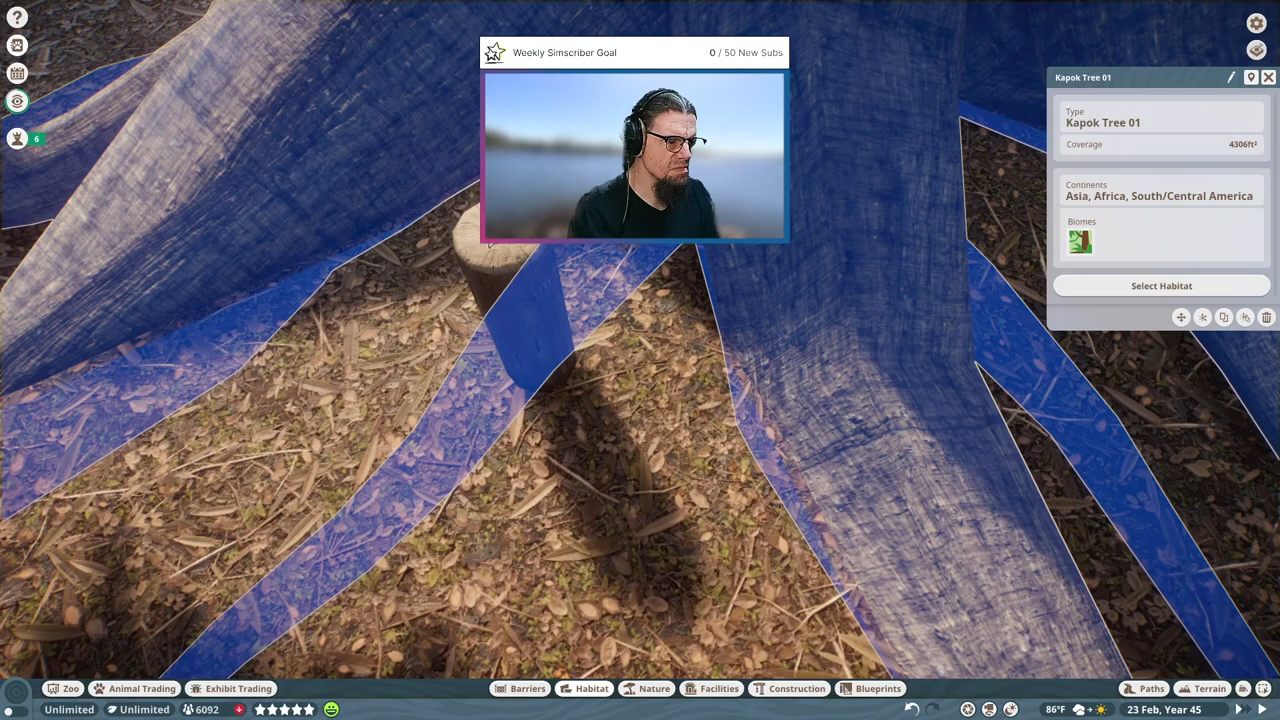 Weekly Simscriber Goal 0 / 50 New Subs
6
Kapok Tree 01
Type
Kapok Tree 01
Coverage 4306ft²
Continents
Asia, Africa, South/Central America
Biomes
Select Habitat
Zoo Animal Trading Exhibit Trading Barriers Habitat Nature Facilities Construction Blueprints Paths Terrain
Unlimited Unlimited 6092 86°F 23 Feb, Year 45